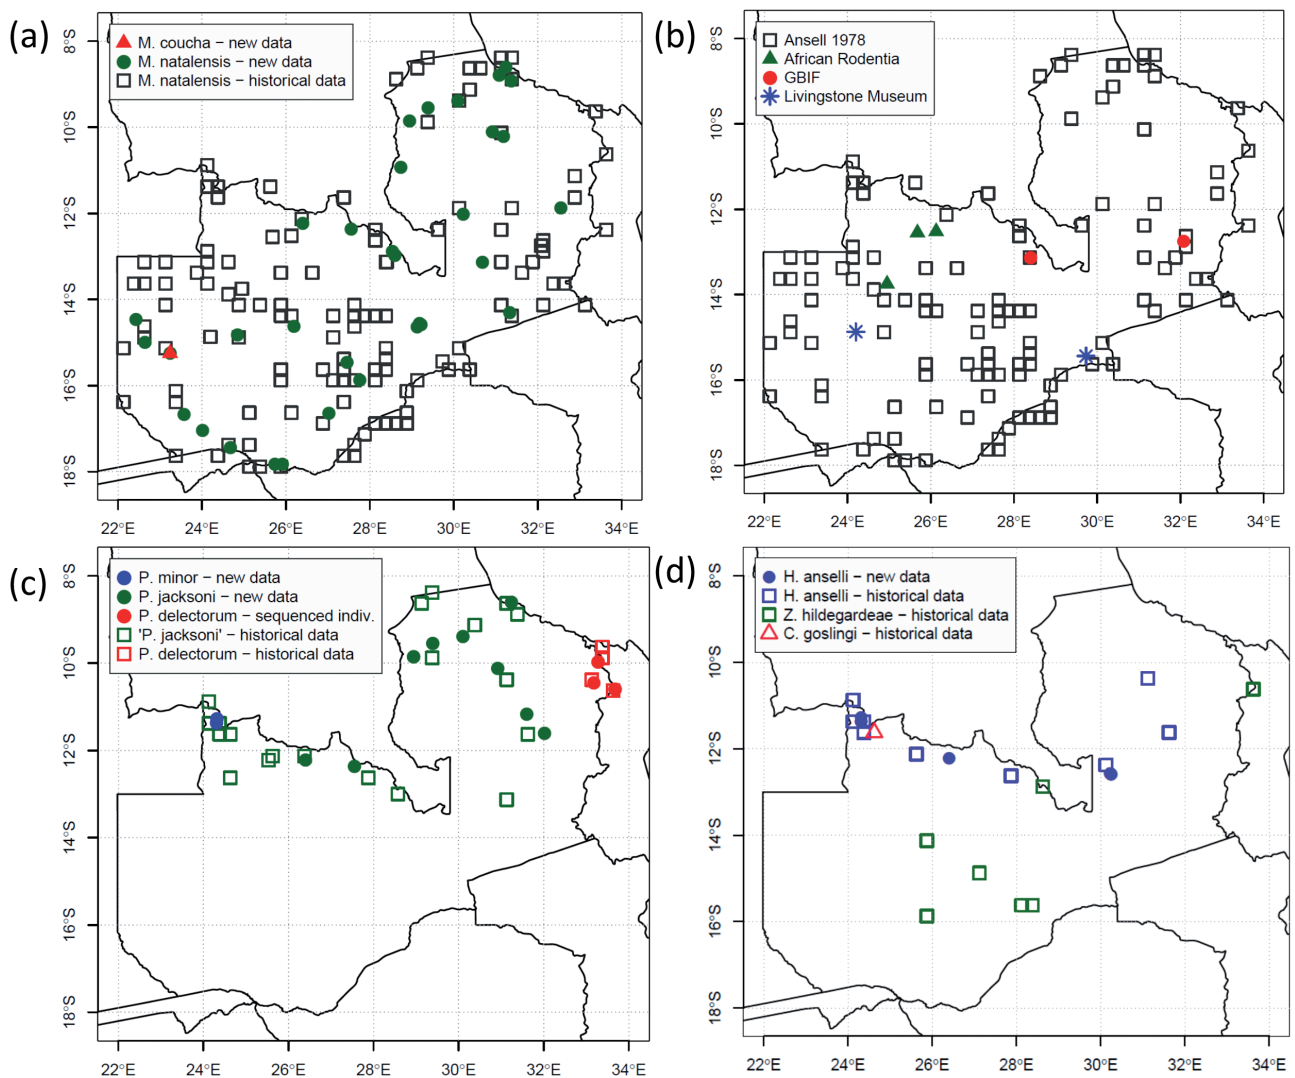 (a)
M. coucha – new data
M. natalensis – new data
M. natalensis – historical data
8°S
10°S
12°S
14°S
16°S
18°S
22°E
24°E
26°E
28°E
30°E
32°E
34°E
(b)
Ansell 1978
African Rodentia
GBIF
Livingstone Museum
8°S
10°S
12°S
14°S
16°S
18°S
22°E
24°E
26°E
28°E
30°E
32°E
34°E
(c)
P. minor – new data
P. jacksoni – new data
P. delectorum – sequenced indiv.
'P. jacksoni' – historical data
P. delectorum – historical data
8°S
10°S
12°S
14°S
16°S
18°S
22°E
24°E
26°E
28°E
30°E
32°E
34°E
(d)
H. anselli – new data
H. anselli – historical data
Z. hildegardeae – historical data
C. goslingi – historical data
8°S
10°S
12°S
14°S
16°S
18°S
22°E
24°E
26°E
28°E
30°E
32°E
34°E